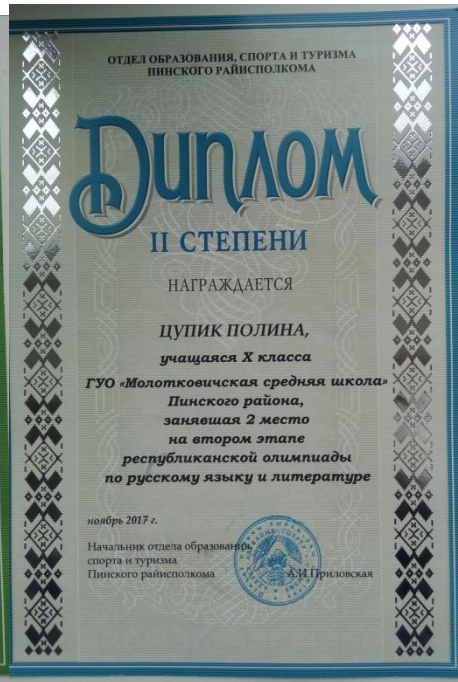 ОТДЕЛ ОБРАЗОВАНИЯ, СПОРТА И ТУРИЗМА
ПИНСКОГО РАЙИСПОЛКОМА
Диплом
II СТЕПЕНИ
НАГРАЖДАЕТСЯ
ЦУПИК ПОЛИНА,
учащаяся X класса
ГУО «Молотковичская средняя школа»
Пинского района,
занявшая 2 место
на втором этапе
республиканской олимпиады
по русскому языку и литературе
ноябрь 2017 г.
Начальник отдела образования,
спорта и туризма
Пинского райисполкома А.И.Приловская